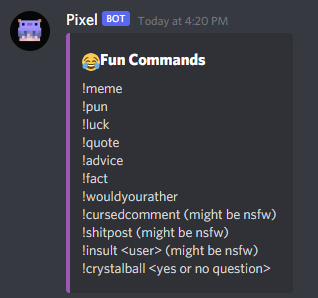 Pixel BOT Today at 4:20 PM
😂Fun Commands
!meme
!pun
!luck
!quote
!advice
!fact
!wouldyourather
!cursedcomment (might be nsfw)
!shitpost (might be nsfw)
!insult <user> (might be nsfw)
!crystalball <yes or no question>